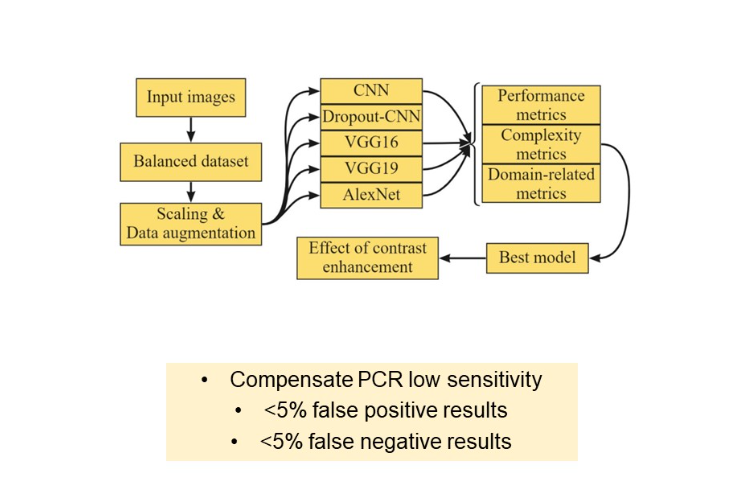 Input images
Balanced dataset
Scaling &
Data augmentation
CNN
Dropout-CNN
VGG16
VGG19
AlexNet
Performance
metrics
Complexity
metrics
Domain-related
metrics
Best model
Effect of contrast
enhancement
• Compensate PCR low sensitivity
• <5% false positive results
• <5% false negative results